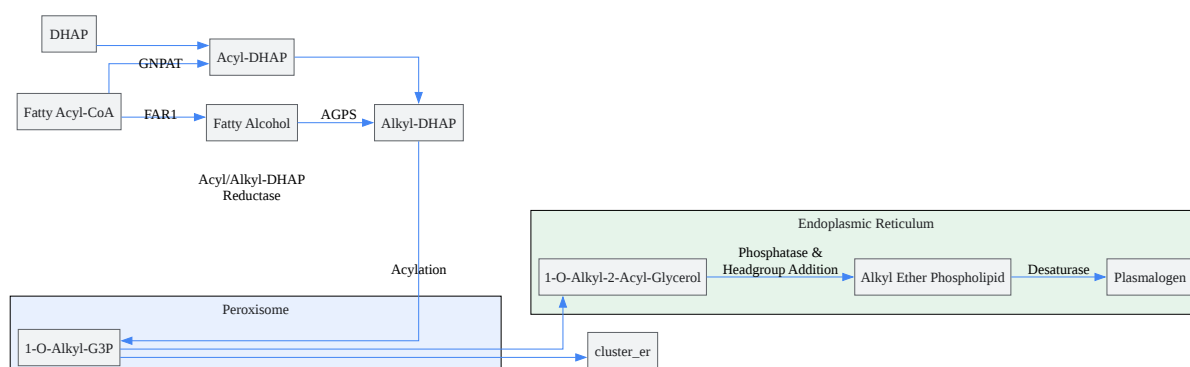 DHAP
GNPAT
Acyl-DHAP
Fatty Acyl-CoA
FAR1
Fatty Alcohol
AGPS
Alkyl-DHAP
Acyl/Alkyl-DHAP
Reductase
Acylation
Endoplasmic Reticulum
1-O-Alkyl-2-Acyl-Glycerol
Phosphatase &
Headgroup Addition
Alkyl Ether Phospholipid
Desaturase
Plasmalogen
Peroxisome
1-O-Alkyl-G3P
cluster_er